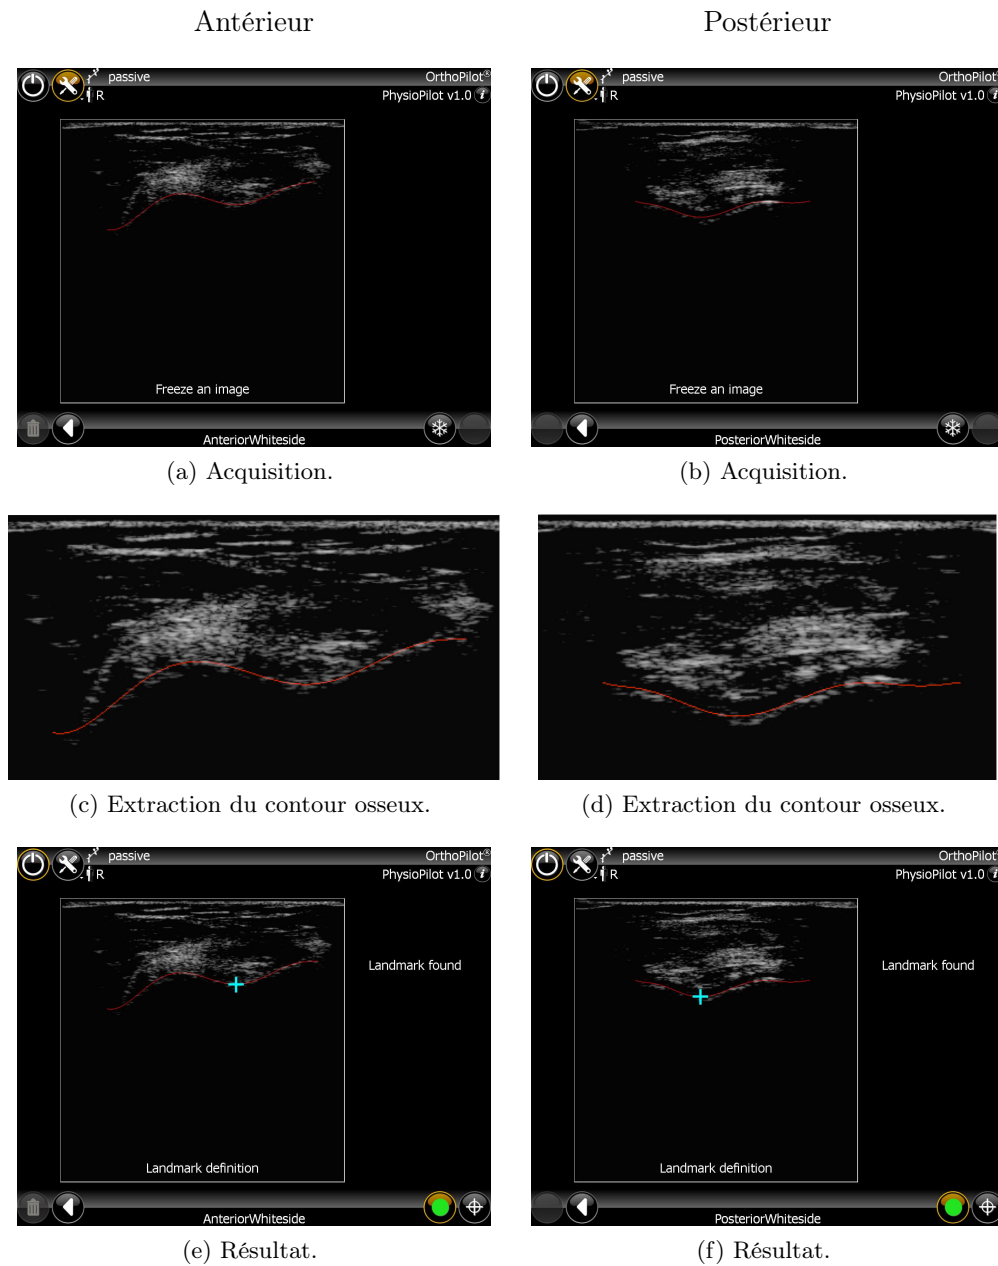 Antérieur Postérieur
passive OrthoPilot®
R PhysioPilot v1.0 i
Freeze an image
AnteriorWhiteside
passive OrthoPilot®
R PhysioPilot v1.0 i
Freeze an image
PosteriorWhiteside
(a) Acquisition. (b) Acquisition.
(c) Extraction du contour osseux. (d) Extraction du contour osseux.
passive OrthoPilot®
R PhysioPilot v1.0 i
Landmark found
Landmark definition
AnteriorWhiteside
passive OrthoPilot®
R PhysioPilot v1.0 i
Landmark found
Landmark definition
PosteriorWhiteside
(e) Résultat. (f) Résultat.